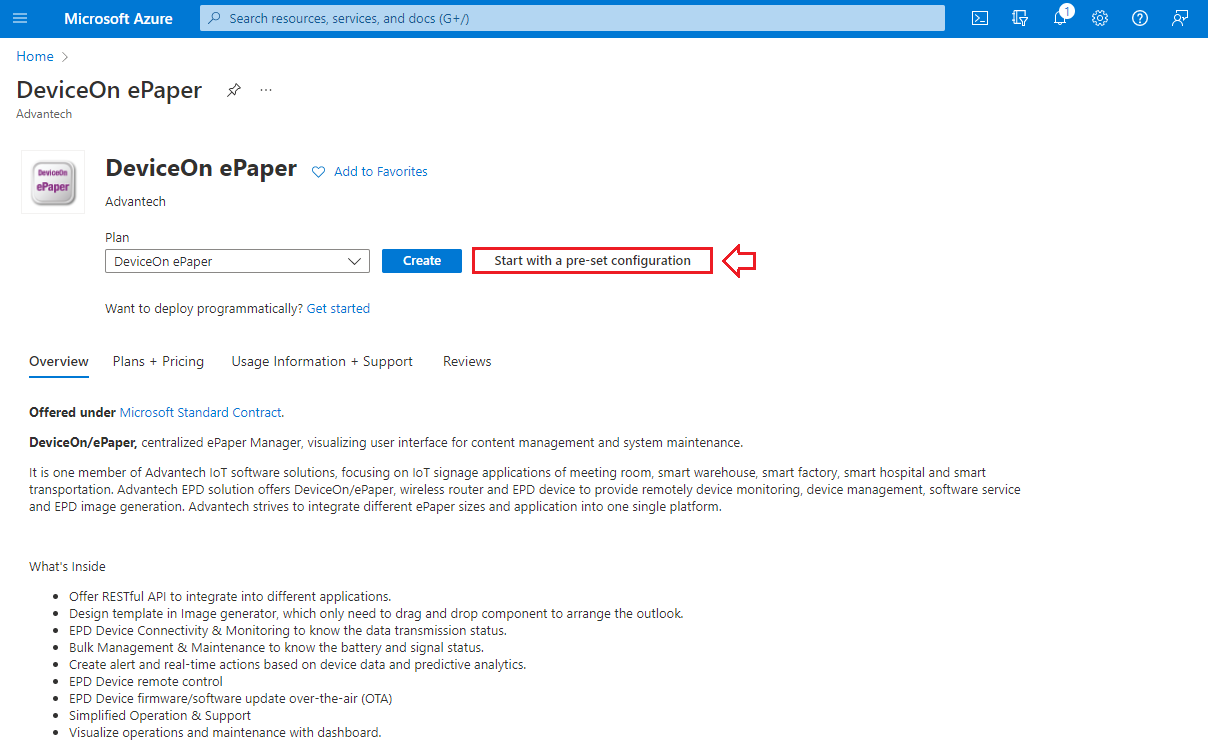 Microsoft Azure
Search resources, services, and docs (G+/)
1
Home
DeviceOn ePaper
Advantech
DeviceOn
ePaper
DeviceOn ePaper
Add to Favorites
Advantech
Plan
DeviceOn ePaper
Create
Start with a pre-set configuration
Want to deploy programmatically? Get started
Overview
Plans + Pricing
Usage Information + Support
Reviews
Offered under Microsoft Standard Contract.
DeviceOn/ePaper, centralized ePaper Manager, visualizing user interface for content management and system maintenance.
It is one member of Advantech IoT software solutions, focusing on IoT signage applications of meeting room, smart warehouse, smart factory, smart hospital and smart
transportation. Advantech EPD solution offers DeviceOn/ePaper, wireless router and EPD device to provide remotely device monitoring, device management, software service
and EPD image generation. Advantech strives to integrate different ePaper sizes and application into one single platform.
What's Inside
• Offer RESTful API to integrate into different applications.
• Design template in Image generator, which only need to drag and drop component to arrange the outlook.
• EPD Device Connectivity & Monitoring to know the data transmission status.
• Bulk Management & Maintenance to know the battery and signal status.
• Create alert and real-time actions based on device data and predictive analytics.
• EPD Device remote control
• EPD Device firmware/software update over-the-air (OTA)
• Simplified Operation & Support
• Visualize operations and maintenance with dashboard.